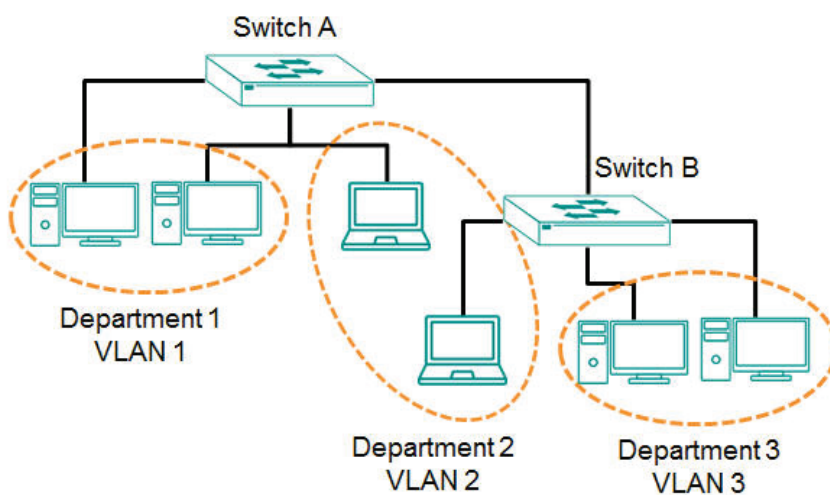 Switch A
Switch B
Department 1
VLAN 1
Department 2
VLAN 2
Department 3
VLAN 3